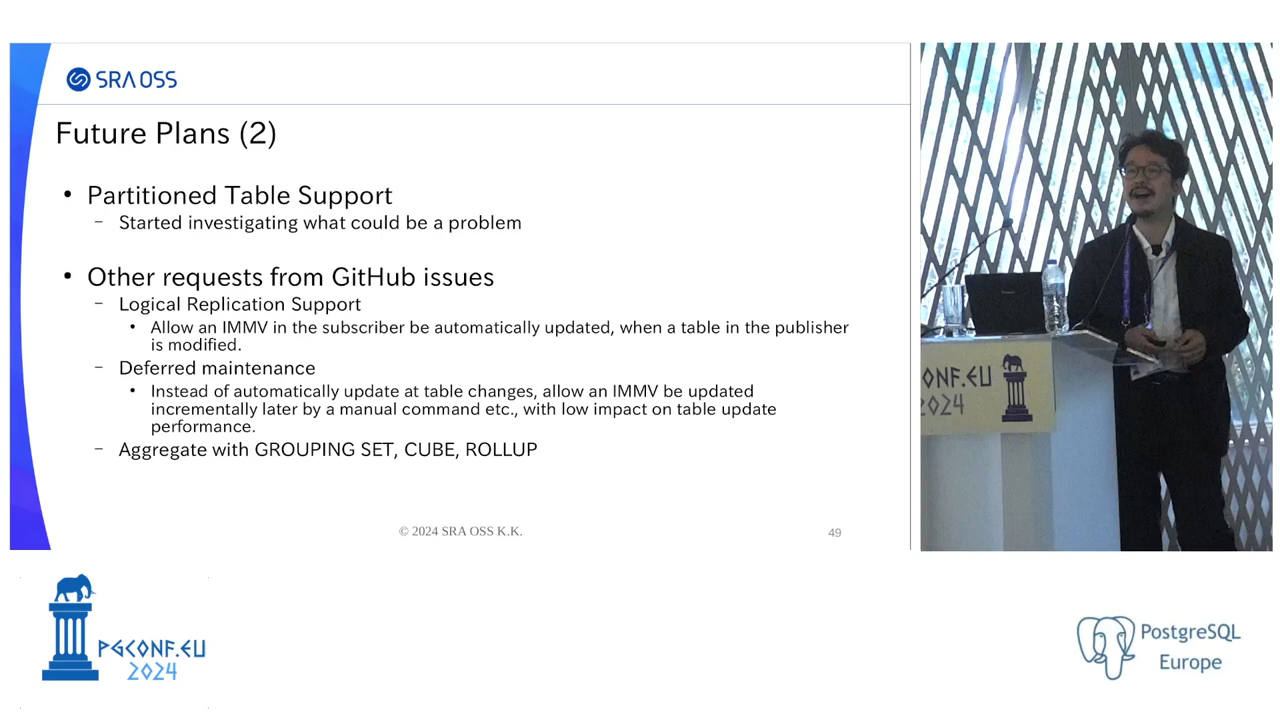 SRA OSS
Future Plans (2)
• Partitioned Table Support
– Started investigating what could be a problem
• Other requests from GitHub issues
– Logical Replication Support
• Allow an IMMV in the subscriber be automatically updated, when a table in the publisher
is modified.
– Deferred maintenance
• Instead of automatically update at table changes, allow an IMMV be updated
incrementally later by a manual command etc., with low impact on table update
performance.
– Aggregate with GROUPING SET, CUBE, ROLLUP
© 2024 SRA OSS K.K.
49
ONF.EU
2024
PGCONF.EU
2024
PostgreSQL
Europe